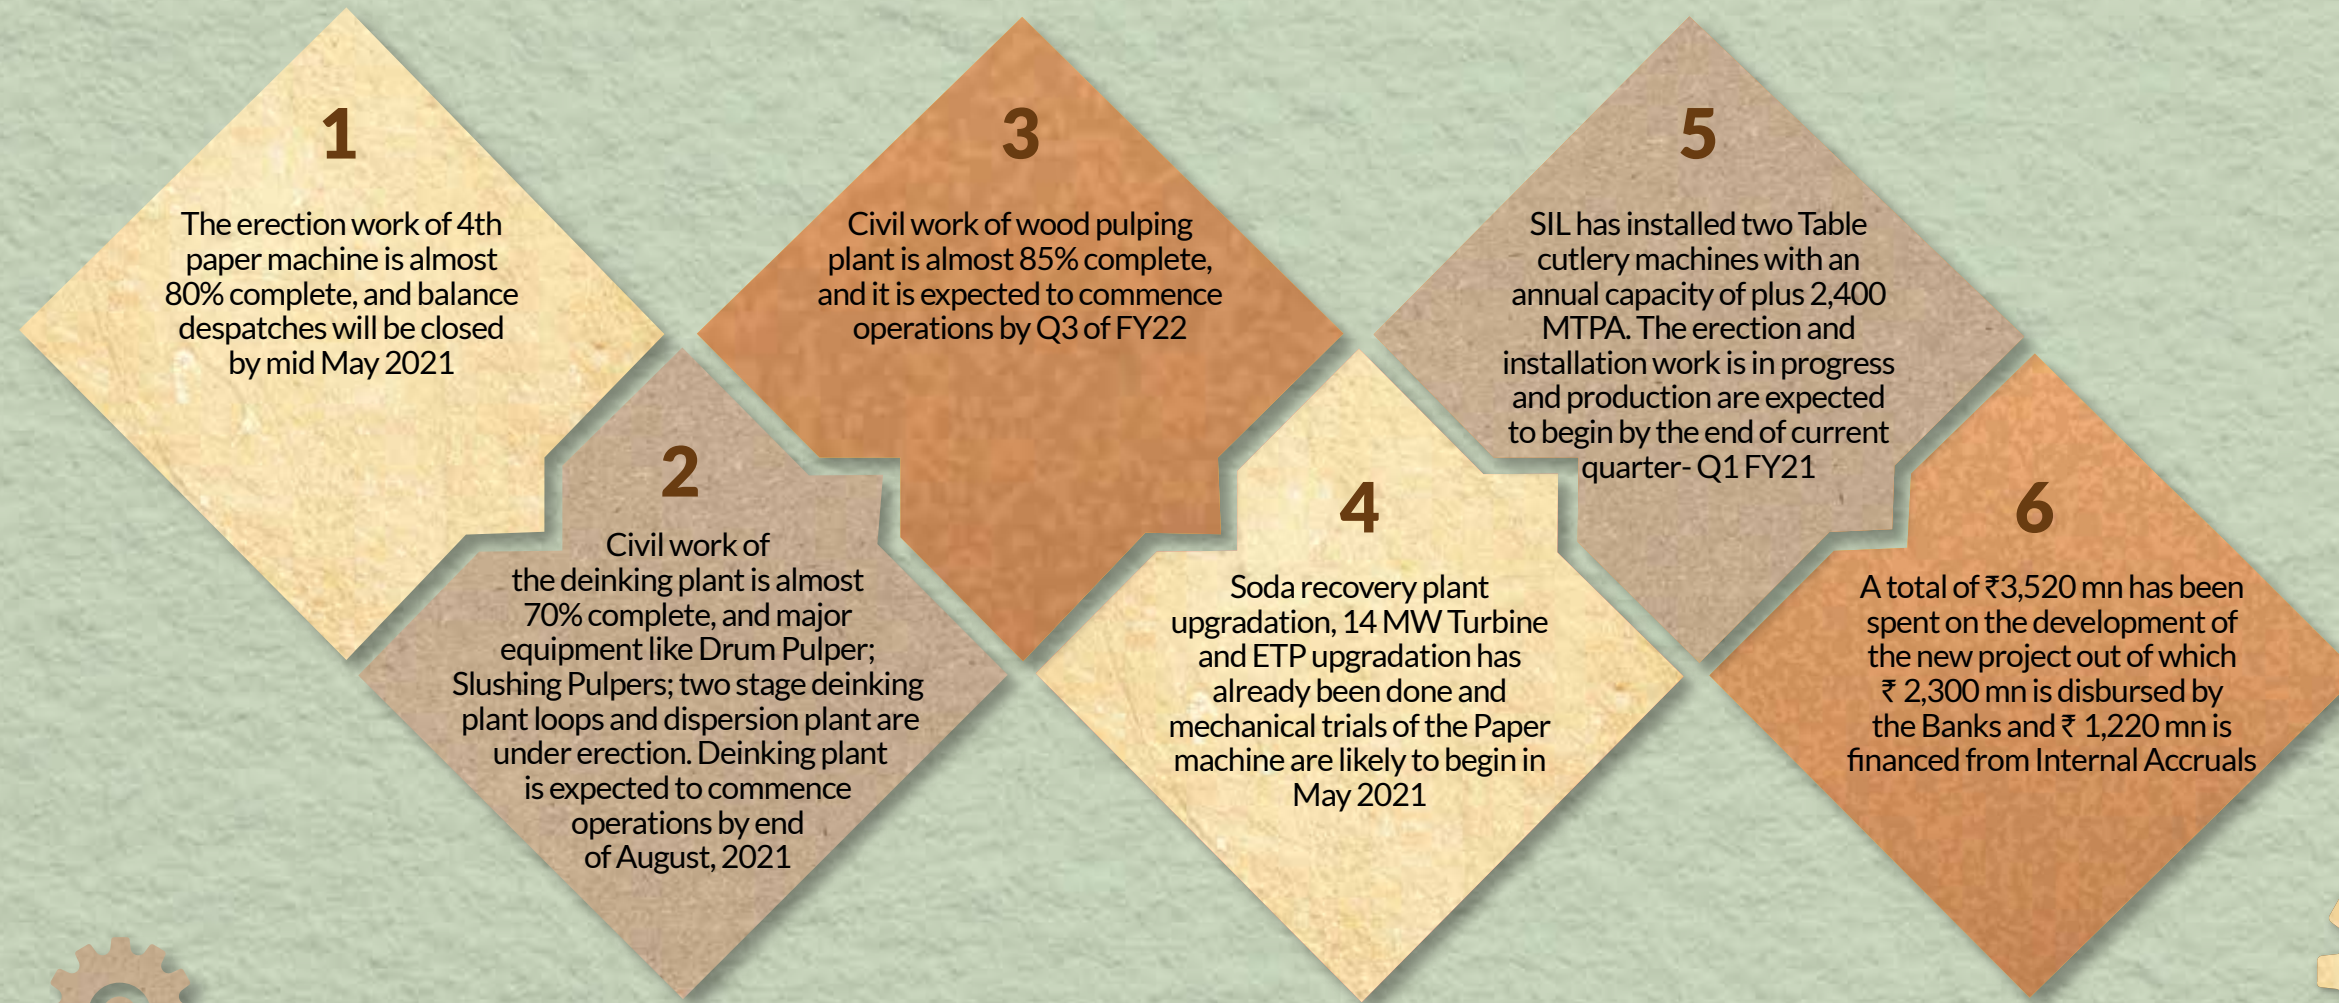 1
The erection work of 4th
paper machine is almost
80% complete, and balance
despatches will be closed
by mid May 2021
2
Civil work of
the deinking plant is almost
70% complete, and major
equipment like Drum Pulper;
Slushing Pulpers; two stage deinking
plant loops and dispersion plant are
under erection. Deinking plant
is expected to commence
operations by end
of August, 2021
3
Civil work of wood pulping
plant is almost 85% complete,
and it is expected to commence
operations by Q3 of FY22
4
Soda recovery plant
upgradation, 14 MW Turbine
and ETP upgradation has
already been done and
mechanical trials of the Paper
machine are likely to begin in
May 2021
5
SIL has installed two Table
cutlery machines with an
annual capacity of plus 2,400
MTPA. The erection and
installation work is in progress
and production are expected
to begin by the end of current
quarter- Q1 FY21
6
A total of ₹3,520 mn has been
spent on the development of
the new project out of which
₹ 2,300 mn is disbursed by
the Banks and ₹ 1,220 mn is
financed from Internal Accruals